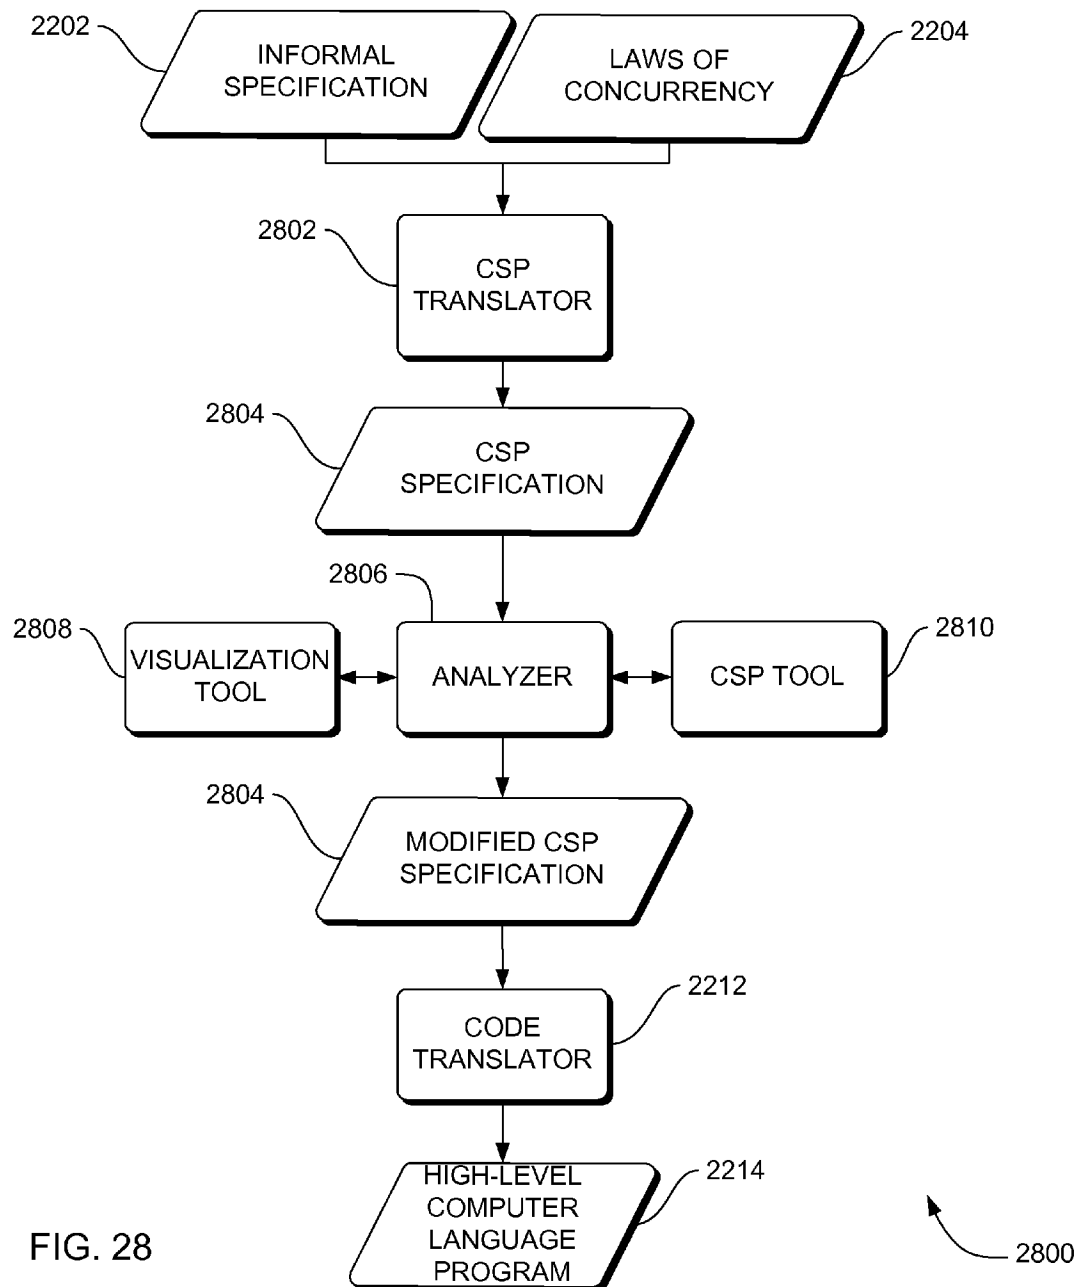 2202
INFORMAL
SPECIFICATION
LAWS OF
CONCURRENCY
2204
2802
CSP
TRANSLATOR
2804
CSP
SPECIFICATION
2806
2808
VISUALIZATION
TOOL
ANALYZER
CSP TOOL
2810
2804
MODIFIED CSP
SPECIFICATION
CODE
TRANSLATOR
2212
HIGH-LEVEL
COMPUTER
LANGUAGE
PROGRAM
2214
FIG. 28
2800